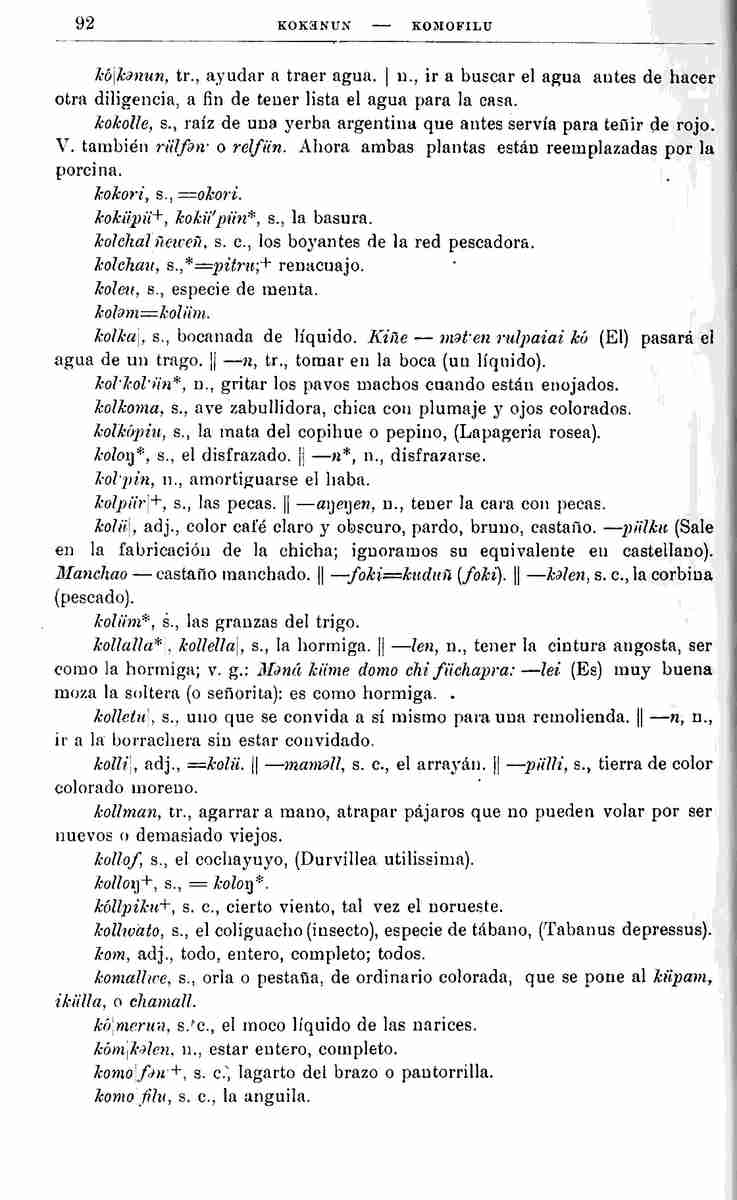 92 KOKƏNUN — KOMOFILU
kó|kənun, tr., ayudar a traer agua. | n., ir a buscar el agua antes de hacer
otra diligencia, a fin de tener lista el agua para la casa.
kokolle, s., raíz de una yerba argentina que antes servía para teñir de rojo.
V. también rülfən· o relfün. Ahora ambas plantas están reemplazadas por la
porcina.
kokori, s., =okori.
koküpü+, kokü'pün*, s., la basura.
kolchal ñeweñ, s. c., los boyantes de la red pescadora.
kolchau, s.,*=pitru;+ renacuajo.
koleu, s., especie de menta.
koləm=kolüm.
kolka|, s., bocanada de líquido. Kiñe — mət·en rulpaiai kó (El) pasará el
agua de un trago. || —n, tr., tomar en la boca (un líquido).
kol·kol·ün*, n., gritar los pavos machos cuando están enojados.
kolkoma, s., ave zabullidora, chica con plumaje y ojos colorados.
kolkópiu, s., la mata del copihue o pepino, (Lapageria rosea).
koloŋ*, s., el disfrazado. || —n*, n., disfrazarse.
kol·pin, n., amortiguarse el haba.
kolpür|+, s., las pecas. || —aŋeŋen, n., tener la cara con pecas.
kolü|, adj., color café claro y obscuro, pardo, bruno, castaño. —pülku (Sale
en la fabricación de la chicha; ignoramos su equivalente en castellano).
Manchao — castaño manchado. || —foki=kuduñ (foki). || —kəlen, s. c., la corbina
(pescado).
kolüm*, s., las granzas del trigo.
kollalla*|, kollella|, s., la hormiga. || —len, n., tener la cintura angosta, ser
como la hormiga; v. g.: Məná küme domo chi füchapra: —lei (Es) muy buena
moza la soltera (o señorita): es como hormiga.
kolletu|, s., uno que se convida a sí mismo para una remolienda. || —n, n.,
ir a la borrachera sin estar convidado.
kolli|, adj., =kolü. || —maməll, s. c., el arrayán. || —pülli, s., tierra de color
colorado moreno.
kollman, tr., agarrar a mano, atrapar pájaros que no pueden volar por ser
nuevos o demasiado viejos.
kollof, s., el cochayuyo, (Durvillea utilissima).
kolloŋ+, s., = koloŋ*.
kóllpiku+, s. c., cierto viento, tal vez el norueste.
kollwato, s., el coliguacho (insecto), especie de tábano, (Tabanus depressus).
kom, adj., todo, entero, completo; todos.
komallwe, s., orla o pestaña, de ordinario colorada, que se pone al küpam,
ikülla, o chamall.
kó|merun, s. c., el moco líquido de las narices.
kóm|kəlen, n., estar entero, completo.
komo|fən·+, s. c., lagarto del brazo o pantorrilla.
komo filu, s. c., la anguila.